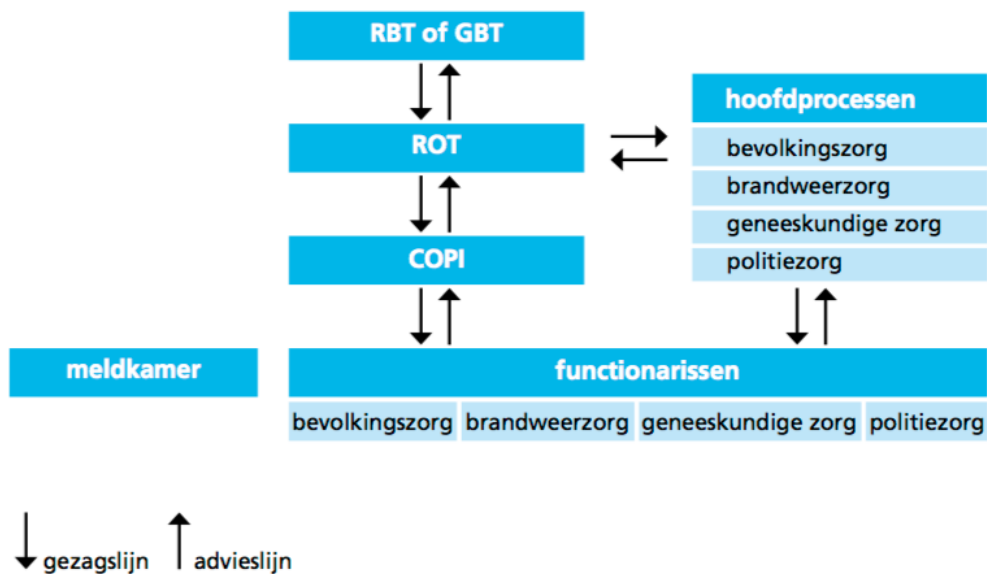 RBT of GBT
ROT
COPI
hoofdprocessen
bevolkingszorg
brandweerzorg
geneeskundige zorg
politiezorg
meldkamer
functionarissen
bevolkingszorg brandweerzorg geneeskundige zorg politiezorg
gezagslijn advieslijn